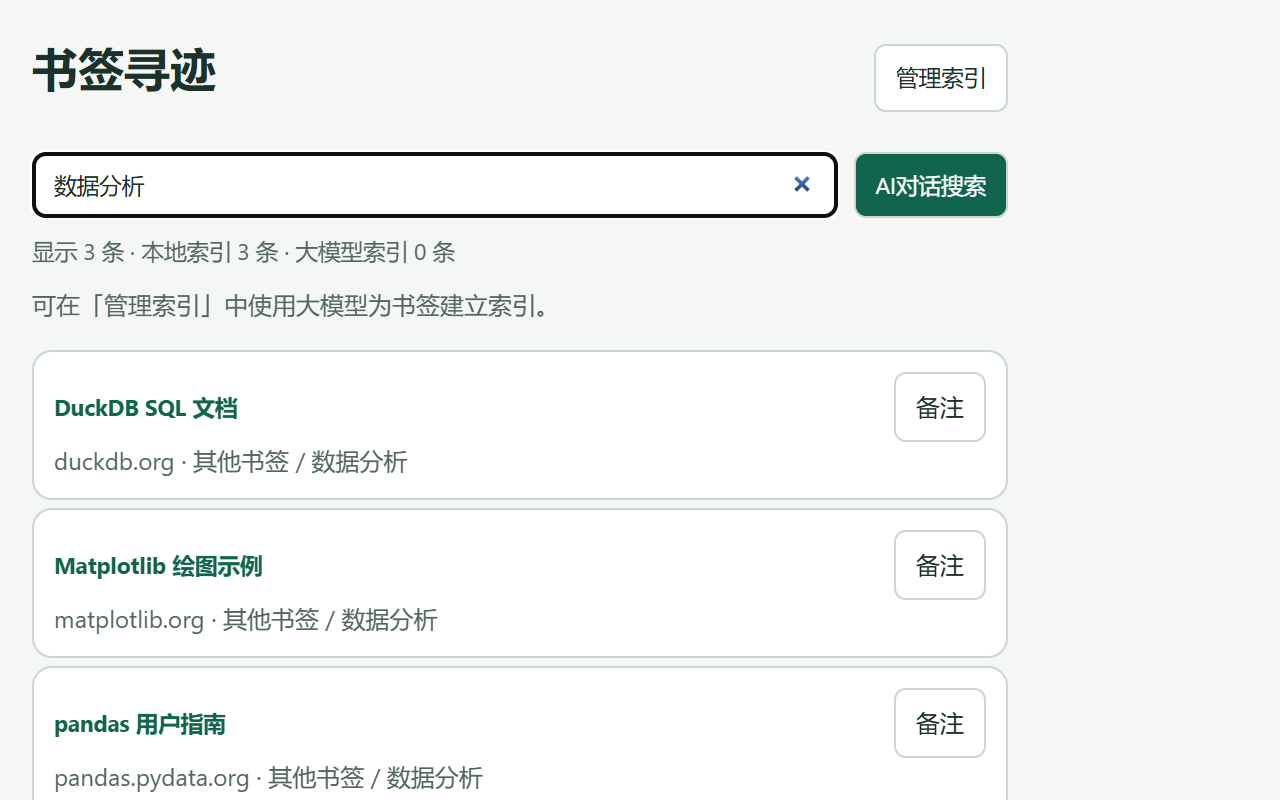 书签寻迹
管理索引
数据分析
AI对话搜索
显示 3 条 · 本地索引 3 条 · 大模型索引 0 条
可在「管理索引」中使用大模型为书签建立索引。
DuckDB SQL 文档
备注
duckdb.org · 其他书签 / 数据分析
Matplotlib 绘图示例
备注
matplotlib.org · 其他书签 / 数据分析
pandas 用户指南
备注
pandas.pydata.org · 其他书签 / 数据分析